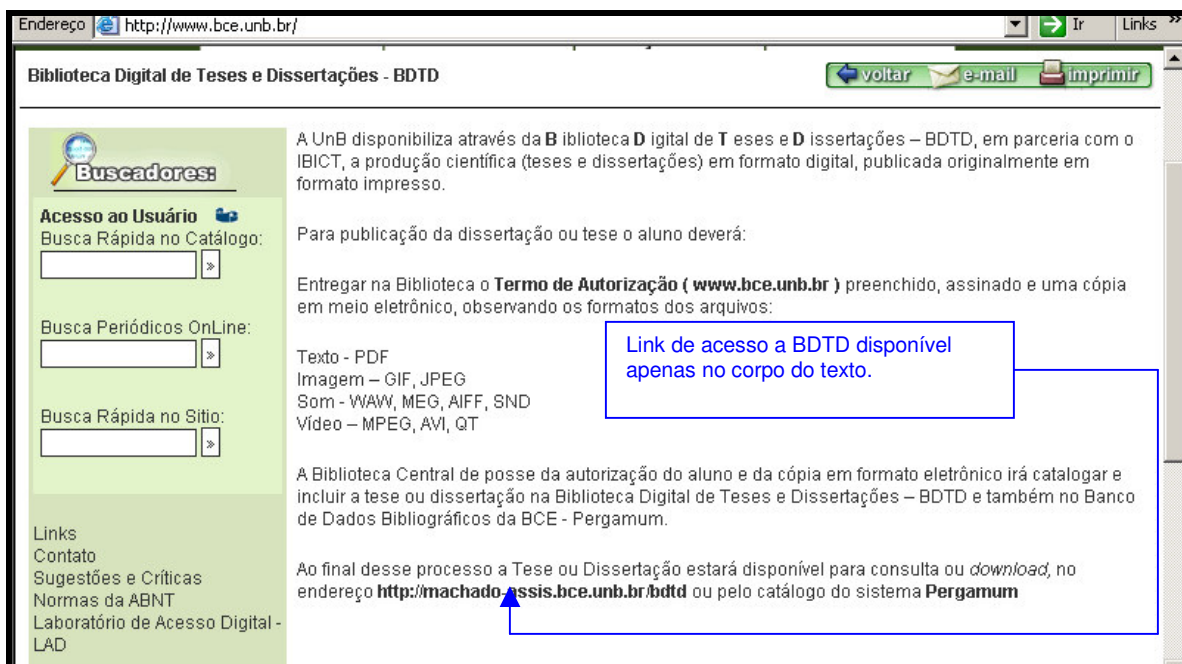 Endereço http://www.bce.unb.br/ Ir Links »
Biblioteca Digital de Teses e Dissertações - BDTD
voltar e-mail imprimir
Buscadores:
Acesso ao Usuário
Busca Rápida no Catálogo:
»
Busca Periódicos OnLine:
»
Busca Rápida no Sitio:
»
Links
Contato
Sugestões e Críticas
Normas da ABNT
Laboratório de Acesso Digital -
LAD
A UnB disponibiliza através da B iblioteca D igital de T eses e D issertações – BDTD, em parceria com o
IBICT, a produção científica (teses e dissertações) em formato digital, publicada originalmente em
formato impresso.
Para publicação da dissertação ou tese o aluno deverá:
Entregar na Biblioteca o Termo de Autorização ( www.bce.unb.br ) preenchido, assinado e uma cópia
em meio eletrônico, observando os formatos dos arquivos:
Texto - PDF
Imagem – GIF, JPEG
Som - WAW, MEG, AIFF, SND
Vídeo – MPEG, AVI, QT
Link de acesso a BDTD disponível
apenas no corpo do texto.
A Biblioteca Central de posse da autorização do aluno e da cópia em formato eletrônico irá catalogar e
incluir a tese ou dissertação na Biblioteca Digital de Teses e Dissertações – BDTD e também no Banco
de Dados Bibliográficos da BCE - Pergamum.
Ao final desse processo a Tese ou Dissertação estará disponível para consulta ou download, no
endereço http://machado-assis.bce.unb.br/bdtd ou pelo catálogo do sistema Pergamum